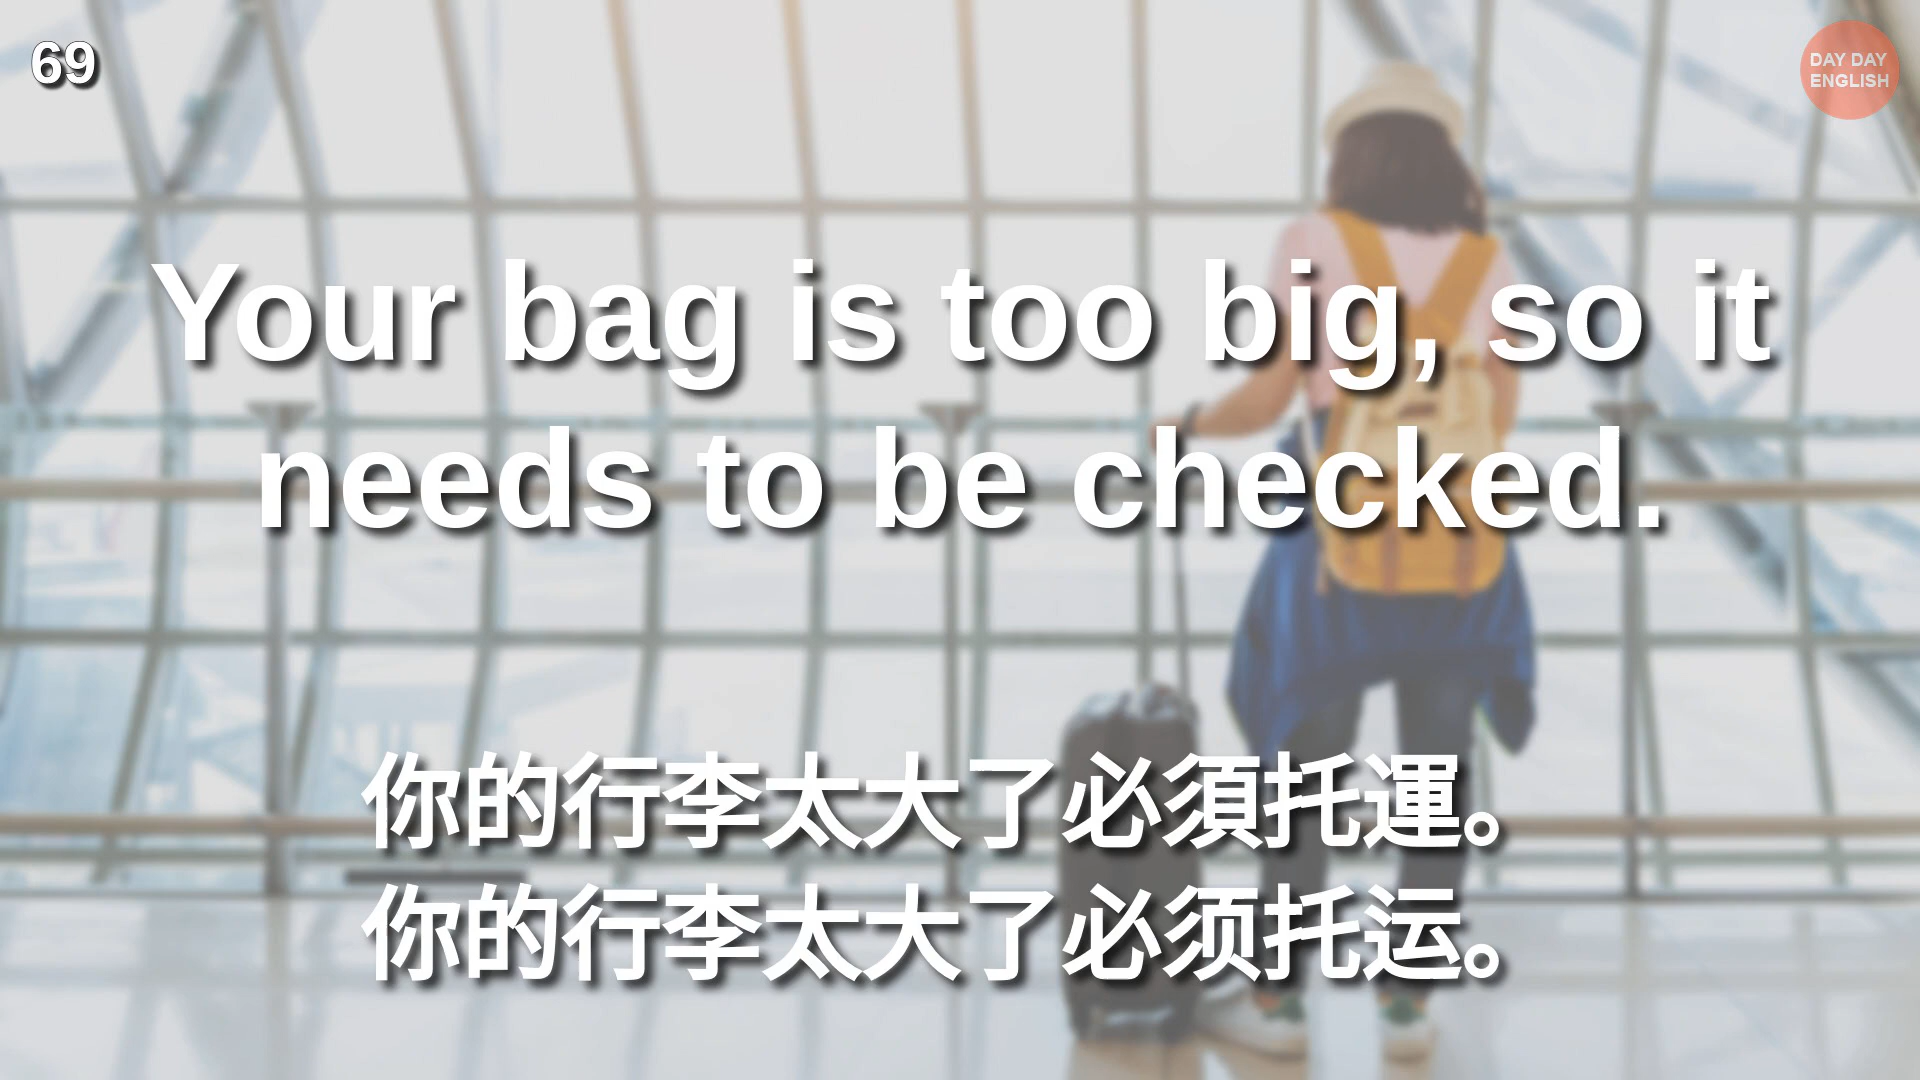 69
DAY DAY
ENGLISH
Your bag is too big, so it
needs to be checked.
你的行李太大了必須托運。
你的行李太大了必须托运。